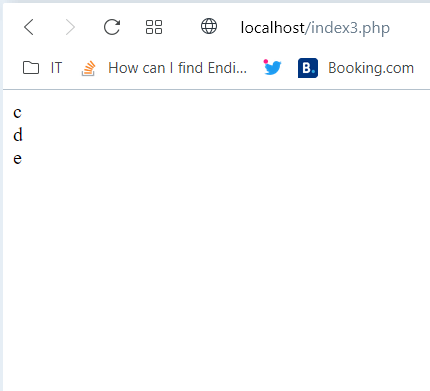 localhost/index3.php
IT How can I find Endi... B. Booking.com
c
d
e